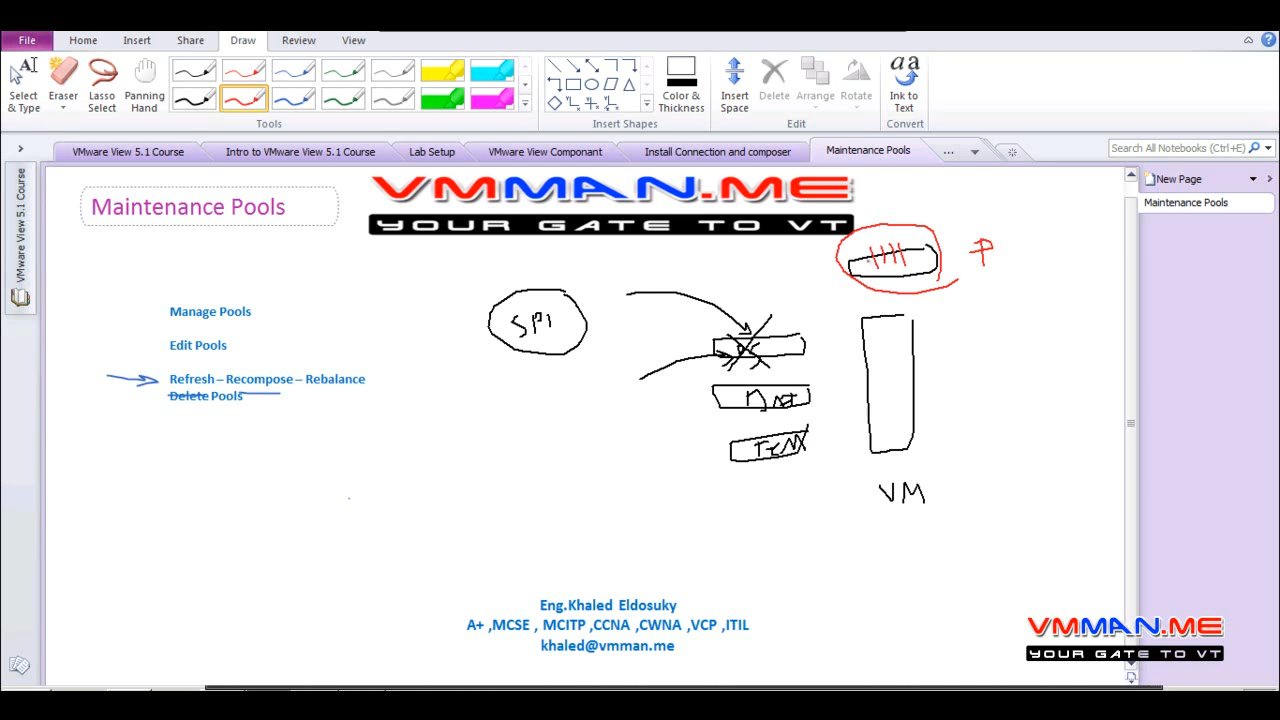 File Home Insert Share Draw Review View
Select & Type
Eraser
Lasso Select
Panning Hand
Color & Thickness
Insert Space
Delete
Arrange
Rotate
Ink to Text
Tools
Insert Shapes
Edit
Convert
VMware View 5.1 Course
Intro to VMware View 5.1 Course
Lab Setup
VMware View Componant
Install Connection and composer
Maintenance Pools
...
Search All Notebooks (Ctrl+E)
VMware View 5.1 Course
New Page
Maintenance Pools
Maintenance Pools
VMMAN.ME
YOUR GATE TO VT
P
SP1
Manage Pools
Edit Pools
Refresh – Recompose – Rebalance
Delete Pools
VM
Eng.Khaled Eldosuky
A+ ,MCSE , MCITP ,CCNA ,CWNA ,VCP ,ITIL
khaled@vmman.me
VMMAN.ME
YOUR GATE TO VT